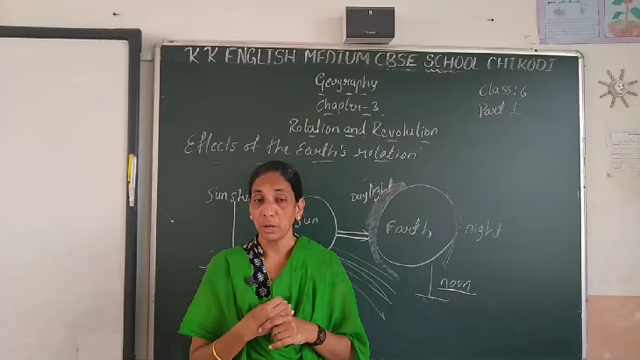 K K ENGLISH MEDIUM CBSE SCHOOL CHIKODI
Geography
Class: 6
Chapter - 3
Part 1
Rotation and Revolution
Effects of the Earth's rotation
Sun
Daylight
Sun
Earth
night
noon